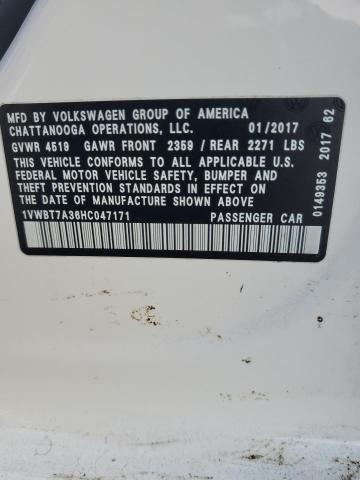 MFD BY VOLKSWAGEN GROUP OF AMERICA
CHATTANOOGA OPERATIONS, LLC. 01/2017
GVWR 4519 GAWR FRONT 2359 / REAR 2271 LBS
THIS VEHICLE CONFORMS TO ALL APPLICABLE U.S.
FEDERAL MOTOR VEHICLE SAFETY, BUMPER AND
THEFT PREVENTION STANDARDS IN EFFECT ON
THE DATE OF MANUFACTURE SHOWN ABOVE
1VWBT7A36HC047171 PASSENGER CAR
0149353 2017 62